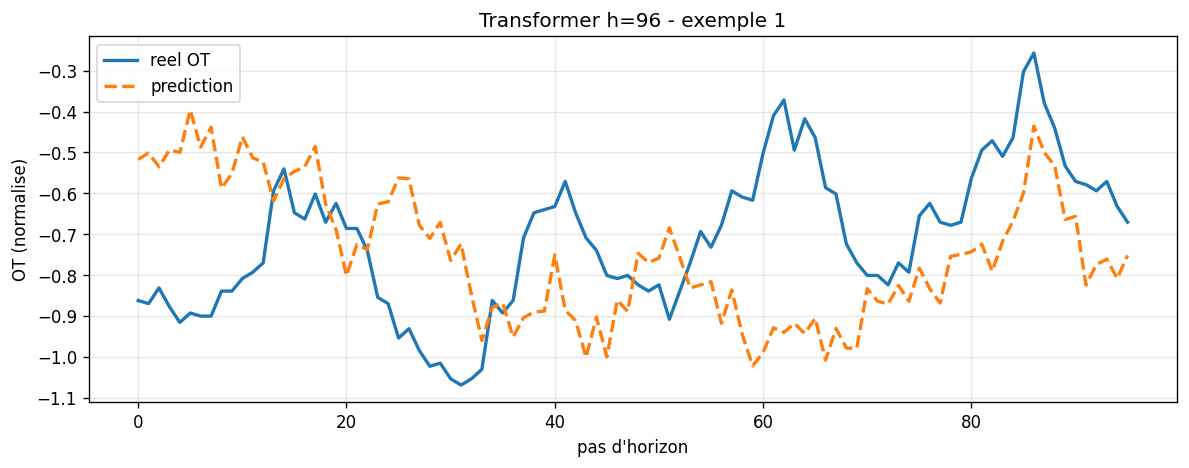 Transformer h=96 - exemple 1
reel OT
prediction
OT (normalise)
−0.3
−0.4
−0.5
−0.6
−0.7
−0.8
−0.9
−1.0
−1.1
0 20 40 60 80
pas d'horizon